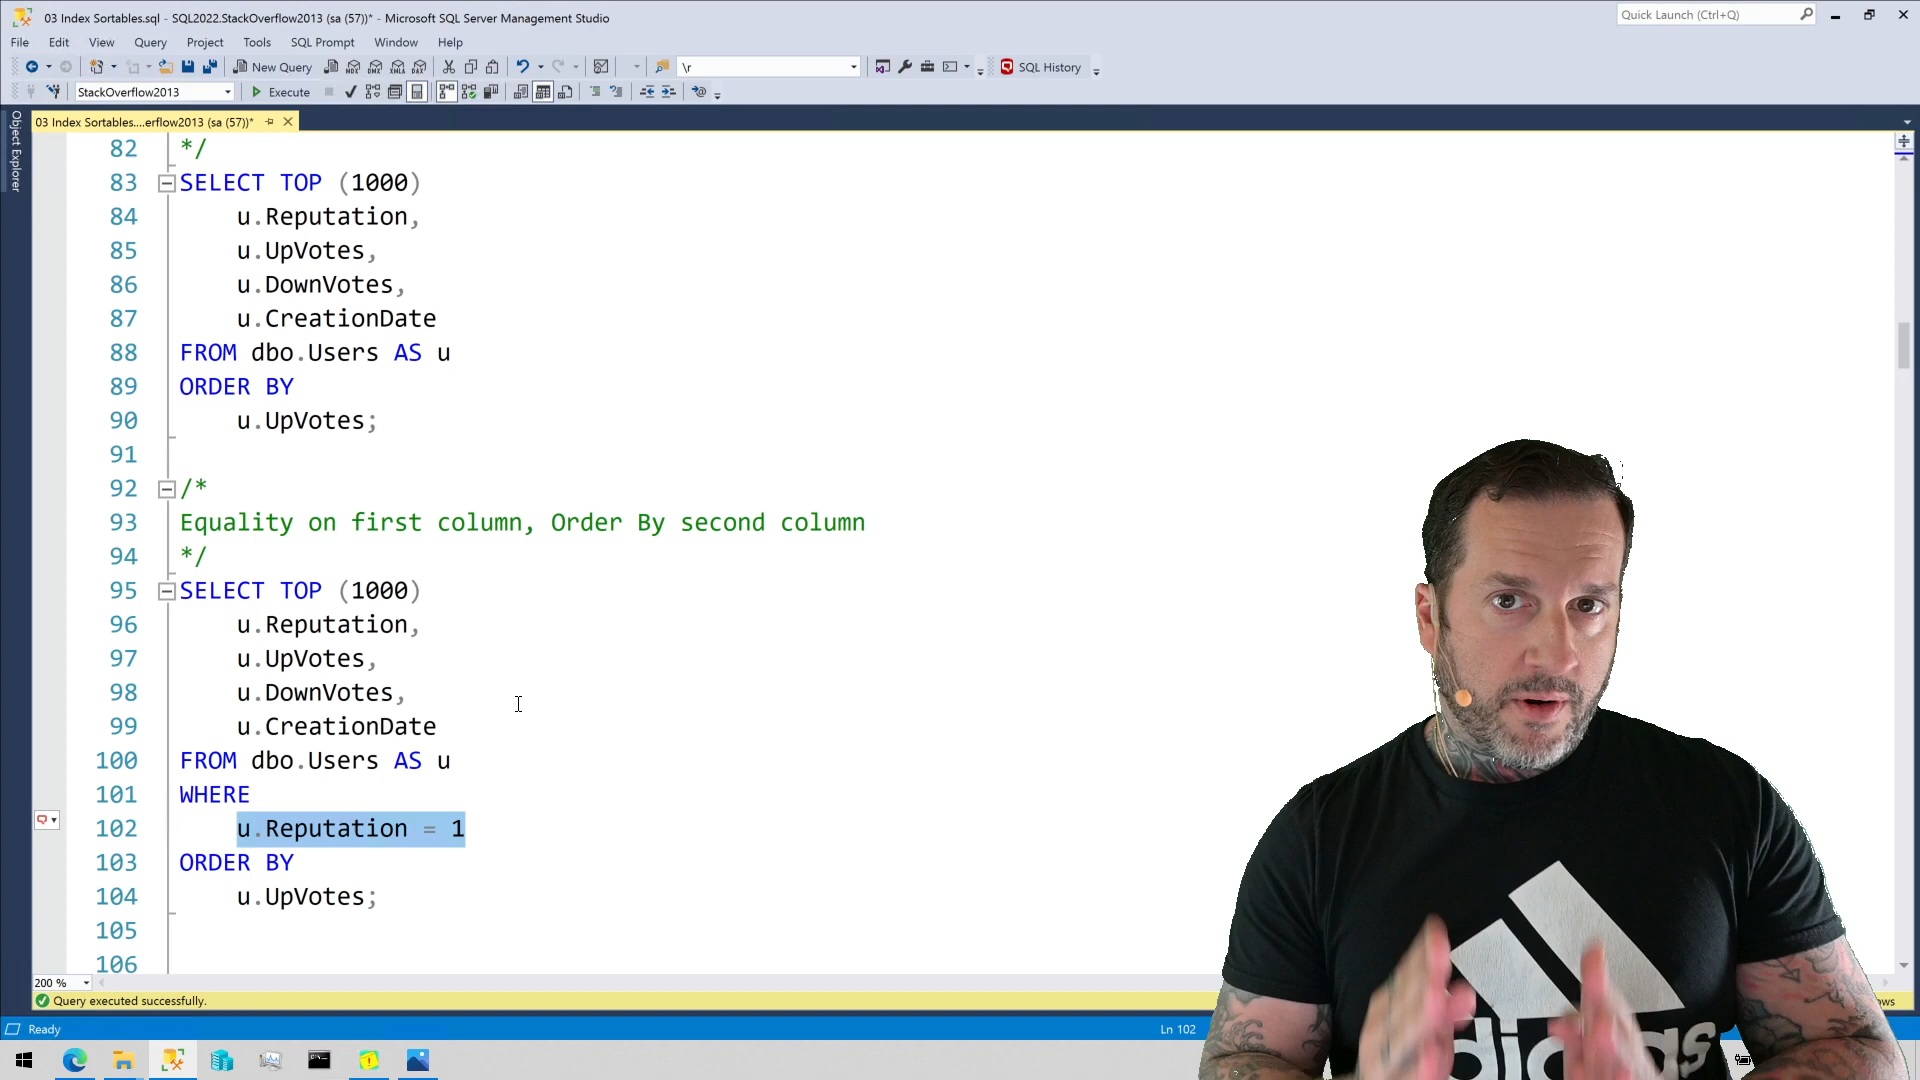 03 Index Sortables.sql - SQL2022.StackOverflow2013 (sa (57))* - Microsoft SQL Server Management Studio
Quick Launch (Ctrl+Q)
File Edit View Query Project Tools SQL Prompt Window Help
New Query MDX DMX XMLA DAX \r SQL History
StackOverflow2013 Execute
03 Index Sortables....erflow2013 (sa (57))*
Object Explorer
82 */
83 SELECT TOP (1000)
84 u.Reputation,
85 u.UpVotes,
86 u.DownVotes,
87 u.CreationDate
88 FROM dbo.Users AS u
89 ORDER BY
90 u.UpVotes;
91
92 /*
93 Equality on first column, Order By second column
94 */
95 SELECT TOP (1000)
96 u.Reputation,
97 u.UpVotes,
98 u.DownVotes,
99 u.CreationDate
100 FROM dbo.Users AS u
101 WHERE
102 u.Reputation = 1
103 ORDER BY
104 u.UpVotes;
105
106
200 %
Query executed successfully.
Ready Ln 102
adidas